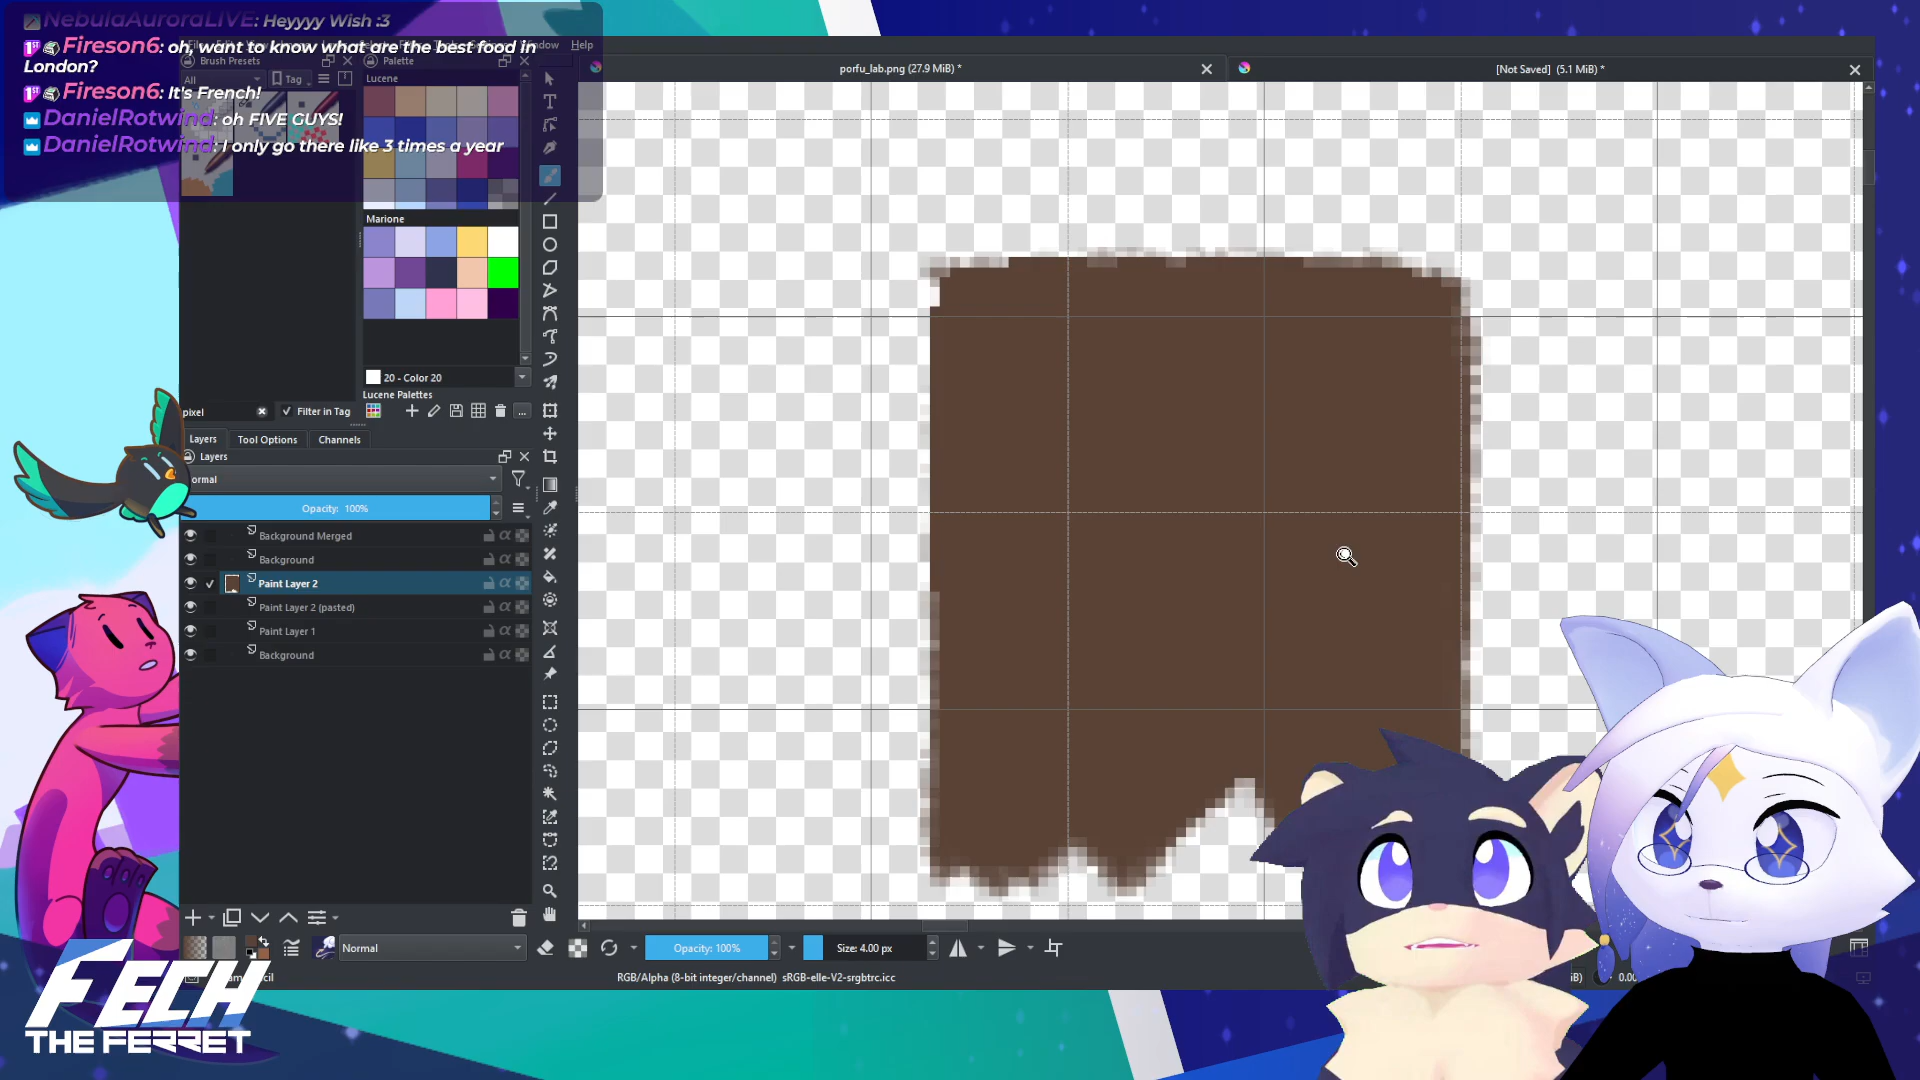 NebulaAuroraLIVE: Heyyyy Wish :3
Fireson6: oh, want to know what are the best food in
London?
Fireson6: It's French!
DanielRotwind: oh FIVE GUYS!
DanielRotwind: I only go there like 3 times a year
Window Help
Brush Presets
Palette
porfu_lab.png (27.9 MiB) *
[Not Saved] (5.1 MiB) *
All
Tag
Lucene
Marione
20 - Color 20
Lucene Palettes
pixel
Filter in Tag
...
Layers Tool Options Channels
Layers
ormal
Opacity: 100%
Background Merged
Background
Paint Layer 2
Paint Layer 2 (pasted)
Paint Layer 1
Background
Normal
Opacity: 100%
Size: 4.00 px
RGB/Alpha (8-bit integer/channel) sRGB-elle-V2-srgbtrc.icc
FECH
THE FERRET